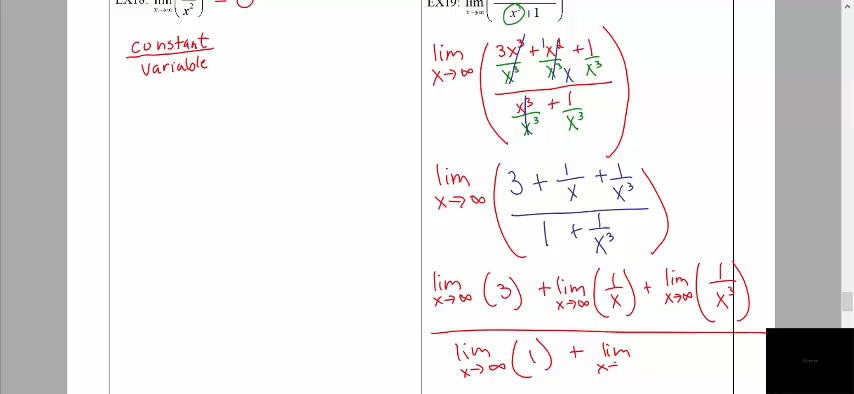 EX18: lim x→∞ ( / x²) = 0
constant
variable
EX19: lim x→∞ ( / x³ + 1)
lim x→∞ ( (3x³/x³ + 1x²/x³ x + 1/x³) / (x³/x³ + 1/x³) )
lim x→∞ ( (3 + 1/x + 1/x³) / (1 + 1/x³) )
lim x→∞ (3) + lim x→∞ (1/x) + lim x→∞ (1/x³)
lim x→∞ (1) + lim x→